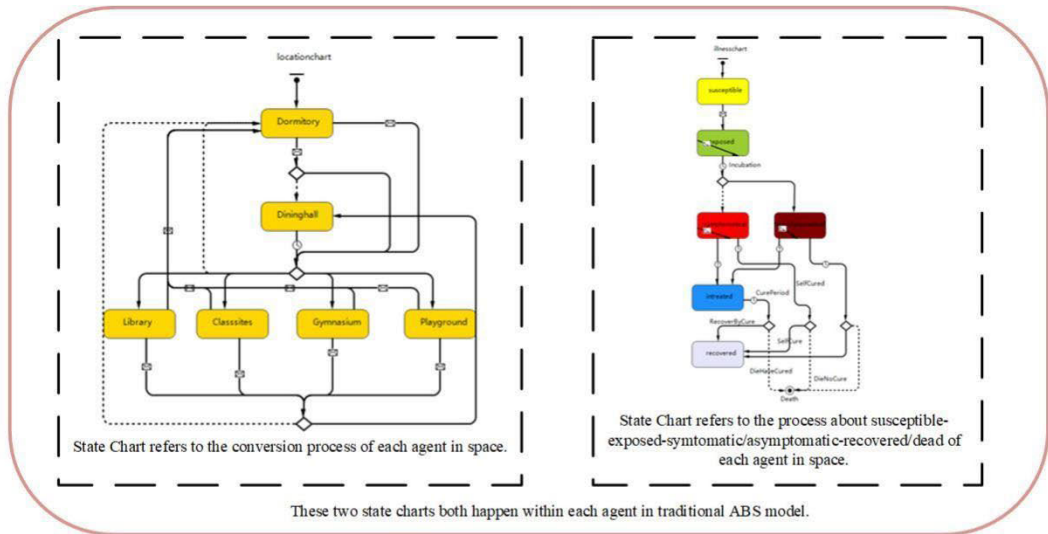 locationchart
Dormitory
Dininghall
Library
Classsites
Gymnasium
Playground
State Chart refers to the conversion process of each agent in space.
illnesschart
susceptible
exposed
Incubation
intreated
CurePeriod
SelfCured
RecoverByCure
SelfCure
recovered
DieHaveCured
DieNoCure
Death
State Chart refers to the process about susceptible-
exposed-symtomatic/asymptomatic-recovered/dead of
each agent in space.
These two state charts both happen within each agent in traditional ABS model.